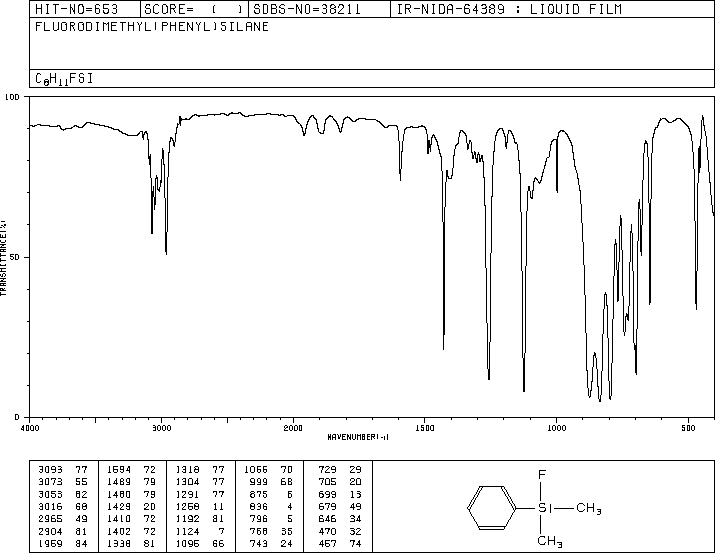 HIT-NO=653 SCORE= ( ) SDBS-NO=38211 IR-NIDA-64389 : LIQUID FILM
FLUORODIMETHYL(PHENYL)SILANE
C8H11FSI
100
50
0
TRANSMITTANCE(%)
4000 3000 2000 1500 1000 500
WAVENUMBER(-1)
3093 77 1594 72 1318 77 1066 70 729 29
3073 55 1489 79 1304 77 999 68 705 20
3053 62 1480 79 1291 77 875 6 699 13
3016 68 1429 20 1258 11 836 4 679 49
2965 49 1410 72 1192 81 796 5 646 34
2904 81 1402 72 1124 7 768 35 470 32
1959 84 1338 81 1095 66 743 24 457 74
F
Si CH3
CH3